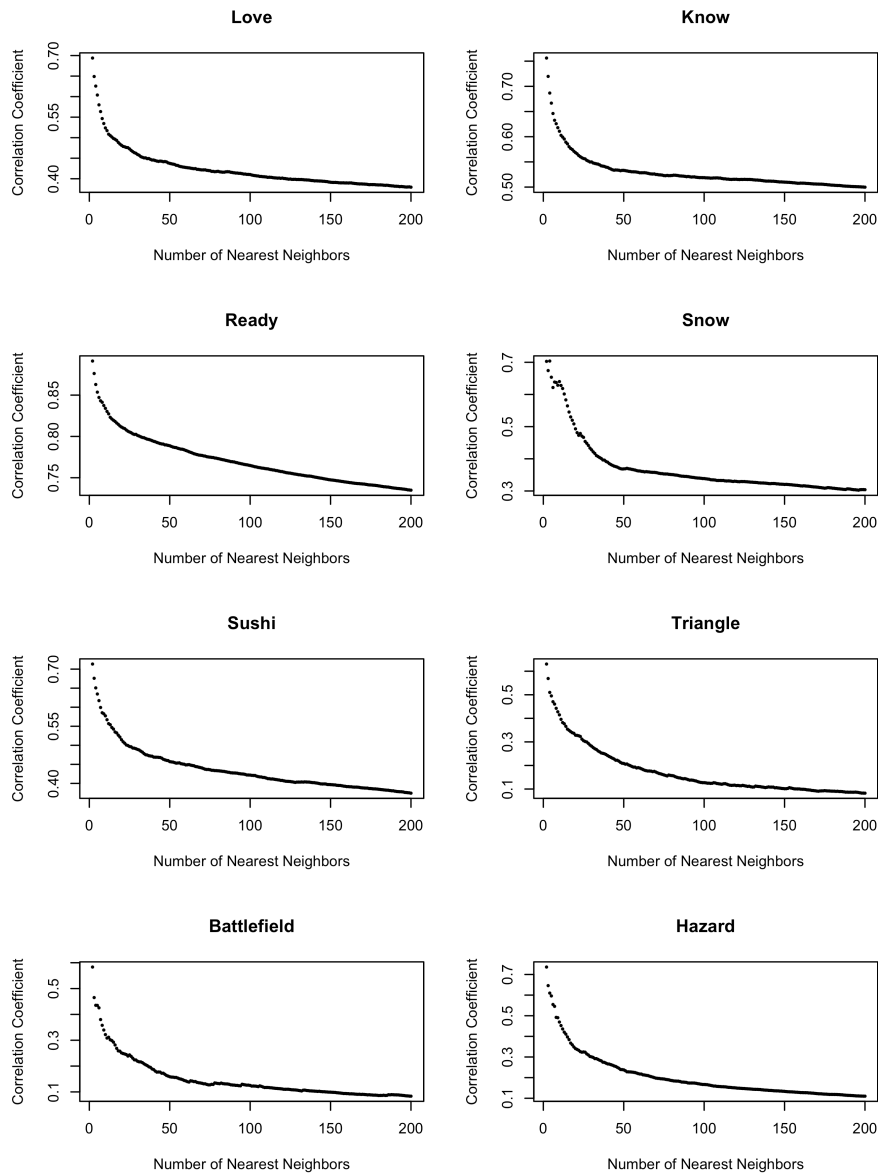 Love
Correlation Coefficient
0.40 0.55 0.70
0 50 100 150 200
Number of Nearest Neighbors
Know
Correlation Coefficient
0.50 0.60 0.70
0 50 100 150 200
Number of Nearest Neighbors
Ready
Correlation Coefficient
0.75 0.80 0.85
0 50 100 150 200
Number of Nearest Neighbors
Snow
Correlation Coefficient
0.3 0.5 0.7
0 50 100 150 200
Number of Nearest Neighbors
Sushi
Correlation Coefficient
0.40 0.55 0.70
0 50 100 150 200
Number of Nearest Neighbors
Triangle
Correlation Coefficient
0.1 0.3 0.5
0 50 100 150 200
Number of Nearest Neighbors
Battlefield
Correlation Coefficient
0.1 0.3 0.5
0 50 100 150 200
Number of Nearest Neighbors
Hazard
Correlation Coefficient
0.1 0.3 0.5 0.7
0 50 100 150 200
Number of Nearest Neighbors